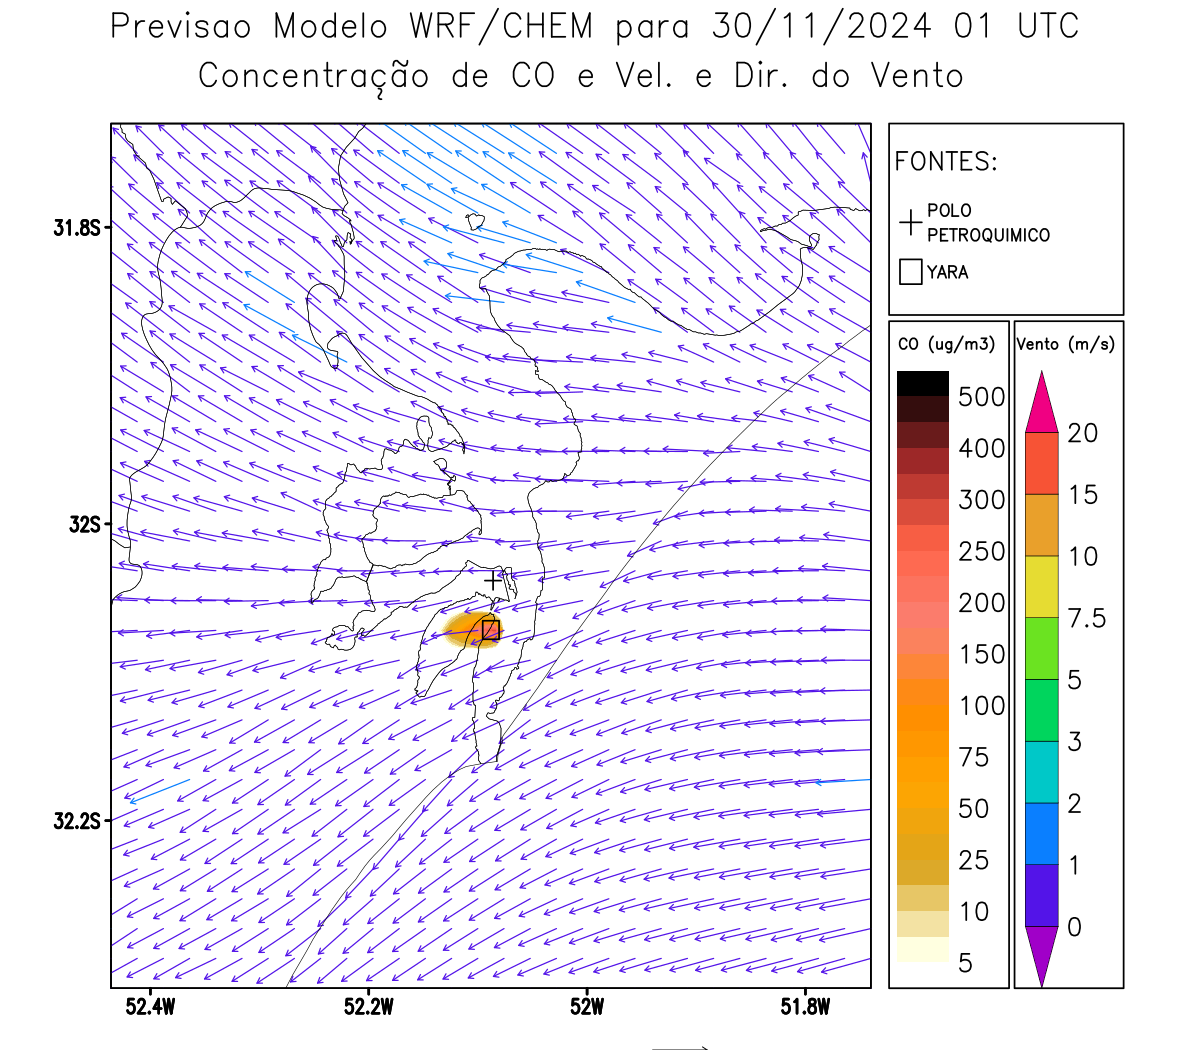 Previsao Modelo WRF/CHEM para 30/11/2024 01 UTC
Concentração de CO e Vel. e Dir. do Vento
FONTES:
POLO
PETROQUIMICO
YARA
CO (ug/m3)
500
400
300
250
200
150
100
75
50
25
10
5
Vento (m/s)
20
15
10
7.5
5
3
2
1
0
31.8S
32S
32.2S
52.4W 52.2W 52W 51.8W